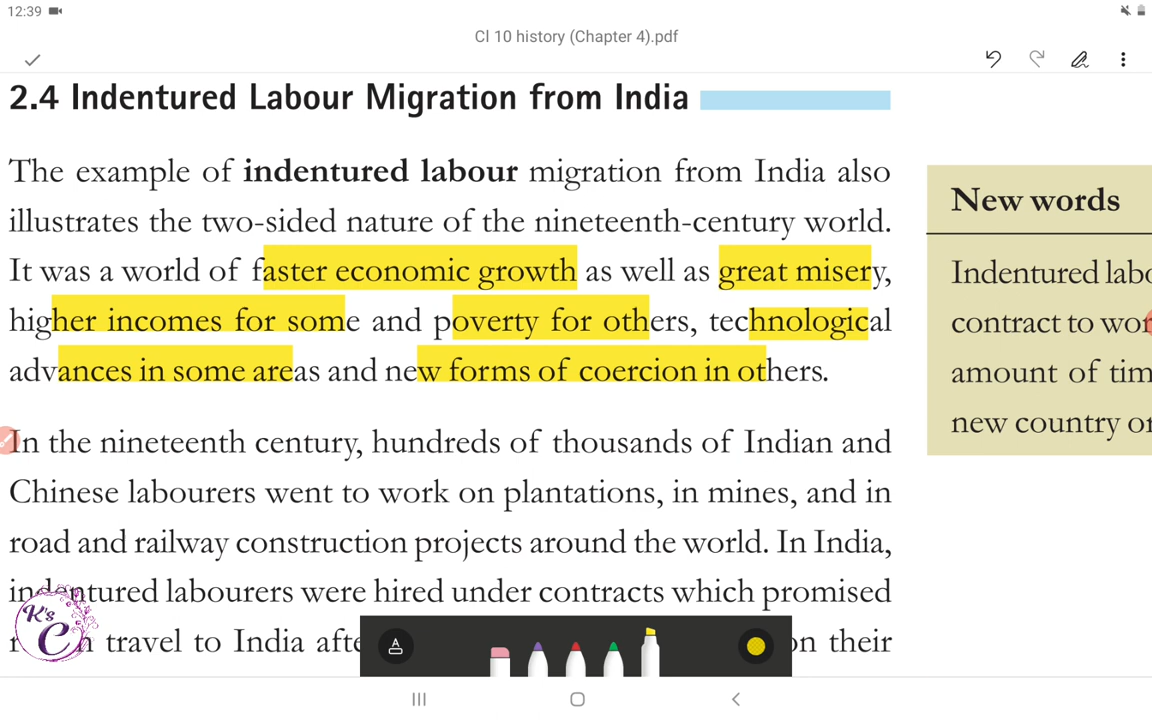 12:39
Cl 10 history (Chapter 4).pdf
2.4 Indentured Labour Migration from India
The example of indentured labour migration from India also
illustrates the two-sided nature of the nineteenth-century world.
It was a world of faster economic growth as well as great misery,
higher incomes for some and poverty for others, technological
advances in some areas and new forms of coercion in others.
In the nineteenth century, hundreds of thousands of Indian and
Chinese labourers went to work on plantations, in mines, and in
road and railway construction projects around the world. In India,
indentured labourers were hired under contracts which promised
travel to India on their
New words
Indentured
contract to
amount of
new country
K's
C